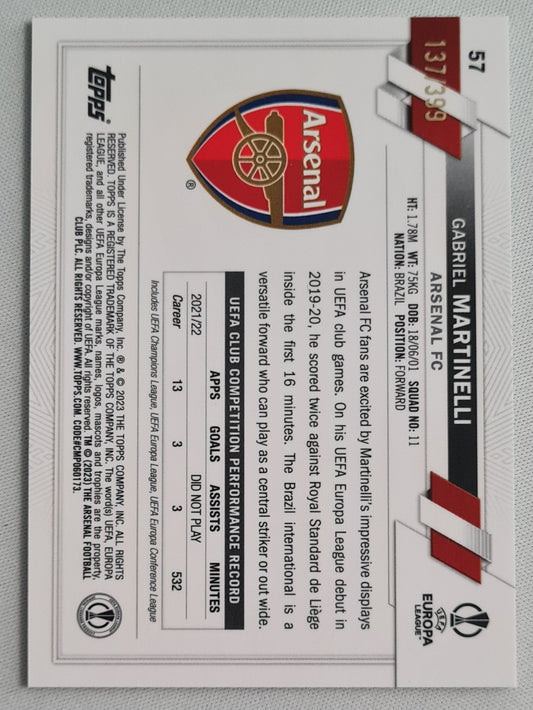 57
137/399
GABRIEL MARTINELLI
ARSENAL FC
HT: 1.78M WT: 75KG DOB: 18/06/01 SQUAD NO: 11
NATION: BRAZIL POSITION: FORWARD
UEFA
EUROPA
LEAGUE™
Arsenal
®
Arsenal FC fans are excited by Martinelli's impressive displays
in UEFA club games. On his UEFA Europa League debut in
2019-20, he scored twice against Royal Standard de Liège
inside the first 16 minutes. The Brazil international is a
versatile forward who can play as a central striker or out wide.
UEFA CLUB COMPETITION PERFORMANCE RECORD
APPS GOALS ASSISTS MINUTES
2021/22 DID NOT PLAY
Career 13 3 3 532
Includes UEFA Champions League, UEFA Europa League, UEFA Europa Conference League
topps®
Published Under License by The Topps Company, Inc. ® & © 2023 THE TOPPS COMPANY, INC. ALL RIGHTS
RESERVED. TOPPS IS A REGISTERED TRADEMARK OF THE TOPPS COMPANY, INC. The word(s) UEFA EUROPA
LEAGUE, and all other UEFA Europa League marks, names, logos, mascots and trophies are the property,
registered trademarks, designs and/or copyright of UEFA. All rights reserved. TM © (2023) THE ARSENAL FOOTBALL
CLUB PLC. ALL RIGHTS RESERVED. WWW.TOPPS.COM. CODE#CMP060173.